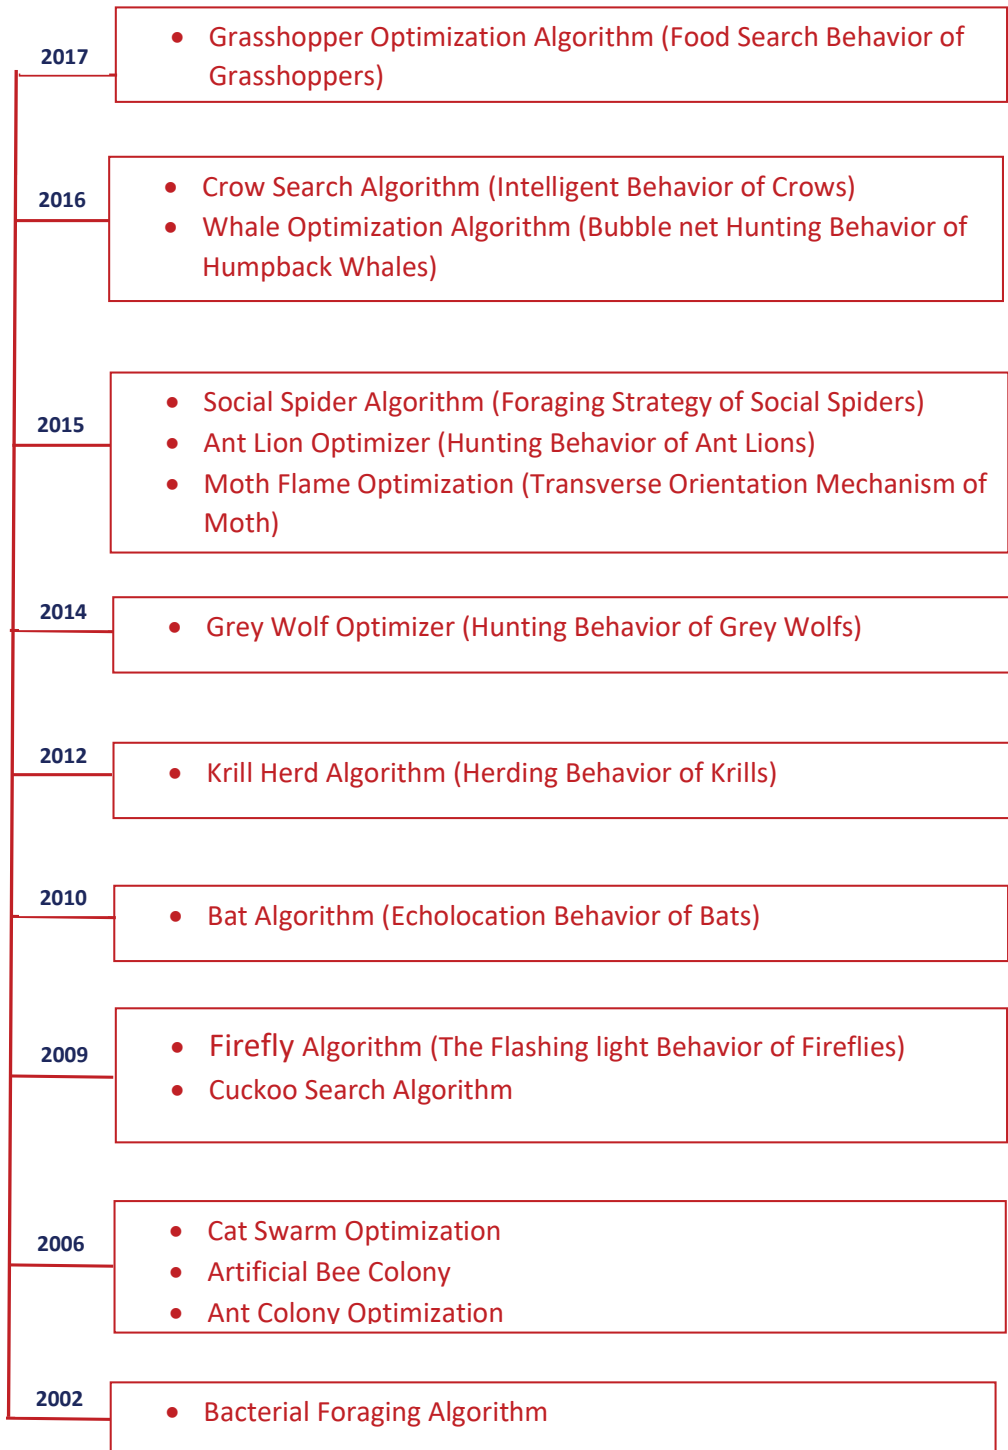 2017
• Grasshopper Optimization Algorithm (Food Search Behavior of
Grasshoppers)
2016
• Crow Search Algorithm (Intelligent Behavior of Crows)
• Whale Optimization Algorithm (Bubble net Hunting Behavior of
Humpback Whales)
2015
• Social Spider Algorithm (Foraging Strategy of Social Spiders)
• Ant Lion Optimizer (Hunting Behavior of Ant Lions)
• Moth Flame Optimization (Transverse Orientation Mechanism of
Moth)
2014
• Grey Wolf Optimizer (Hunting Behavior of Grey Wolfs)
2012
• Krill Herd Algorithm (Herding Behavior of Krills)
2010
• Bat Algorithm (Echolocation Behavior of Bats)
2009
• Firefly Algorithm (The Flashing light Behavior of Fireflies)
• Cuckoo Search Algorithm
2006
• Cat Swarm Optimization
• Artificial Bee Colony
• Ant Colony Optimization
2002
• Bacterial Foraging Algorithm